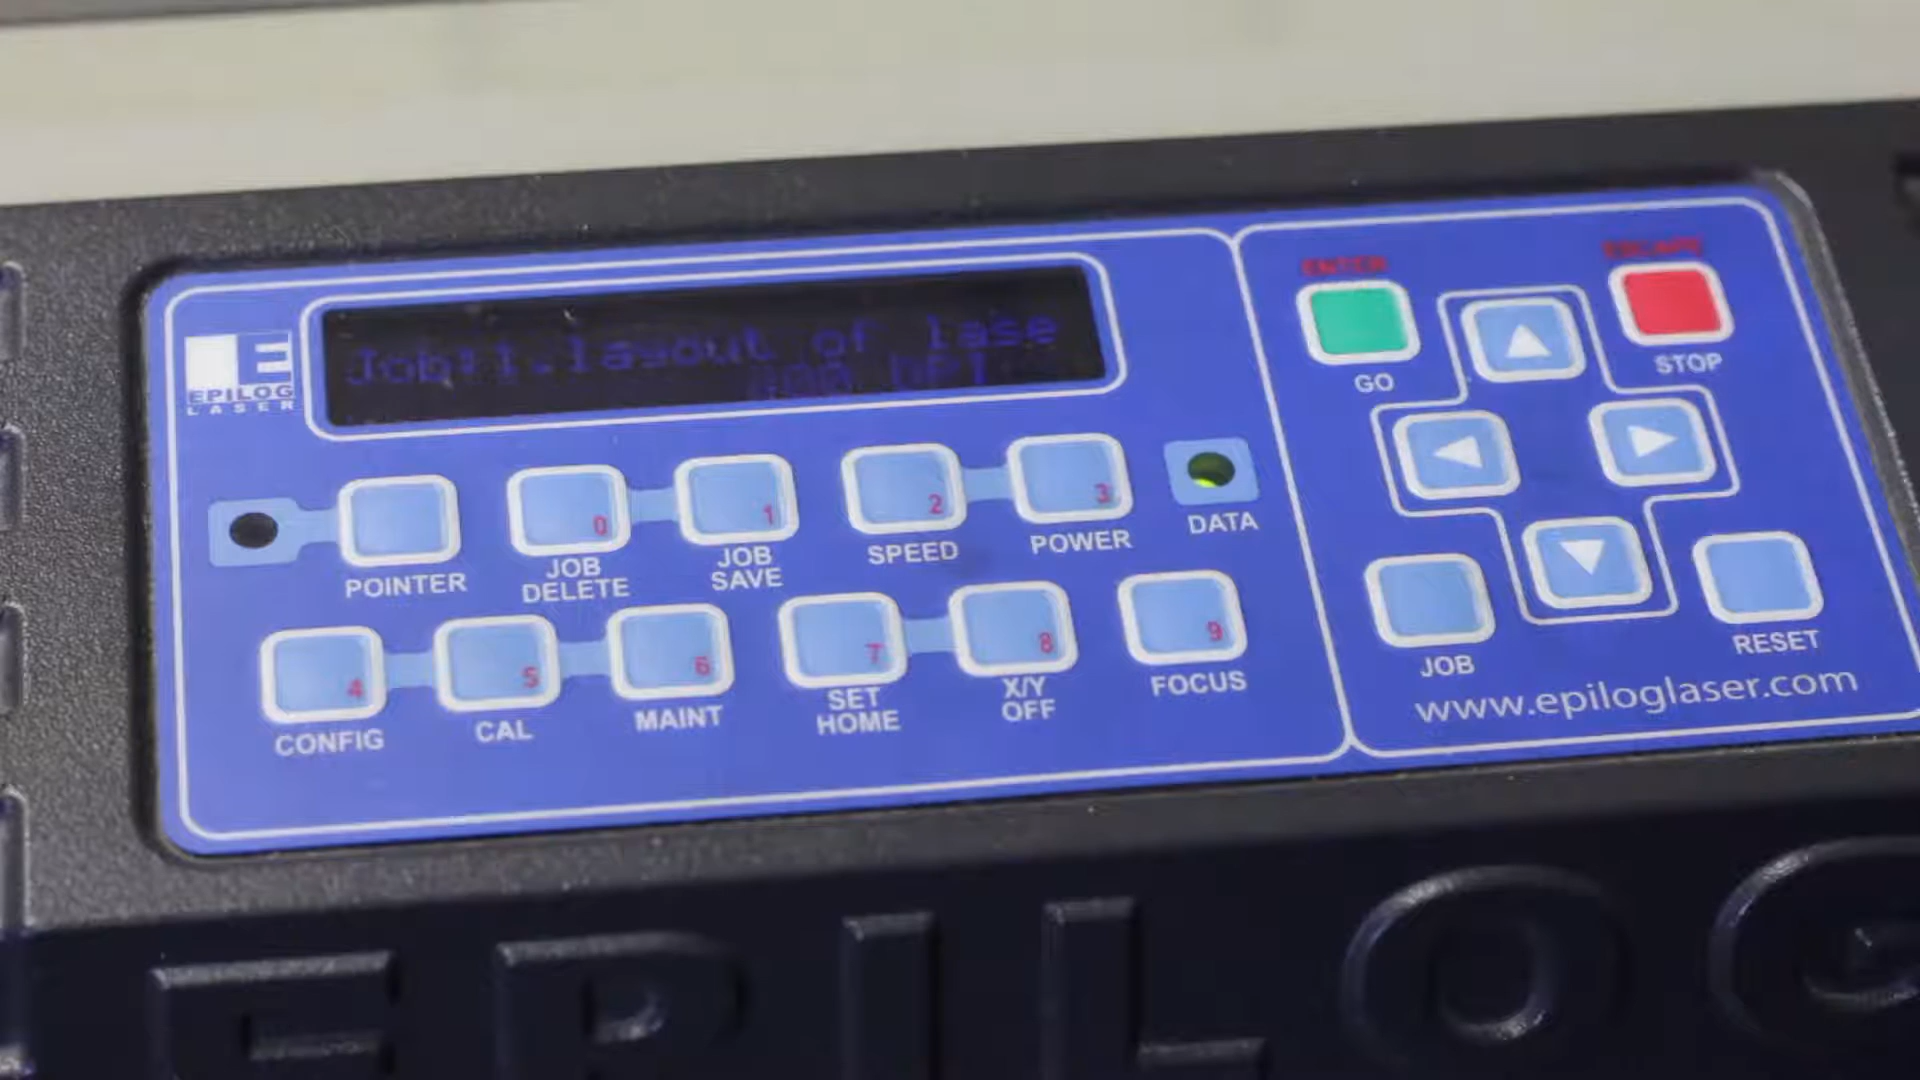 ENTER
ESCAPE
Job:1.layout of lase
DPI
EPILOG
LASER
GO
STOP
0
1
2
3
POINTER
JOB
DELETE
JOB
SAVE
SPEED
POWER
DATA
4
5
6
7
8
9
CONFIG
CAL
MAINT
SET
HOME
X/Y
OFF
FOCUS
JOB
RESET
www.epiloglaser.com
EPILOG